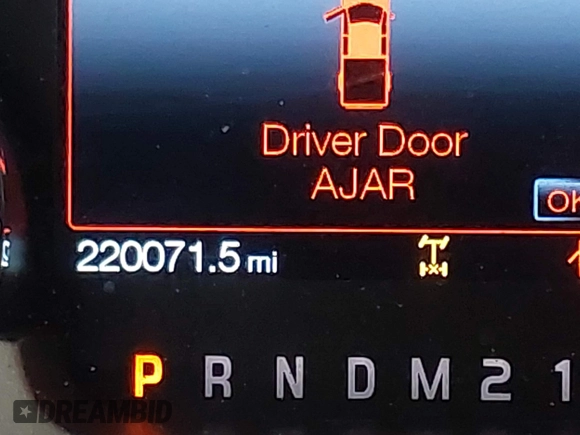 Driver Door
AJAR
OK
220071.5 mi
P R N D M 2 1
DREAMBID